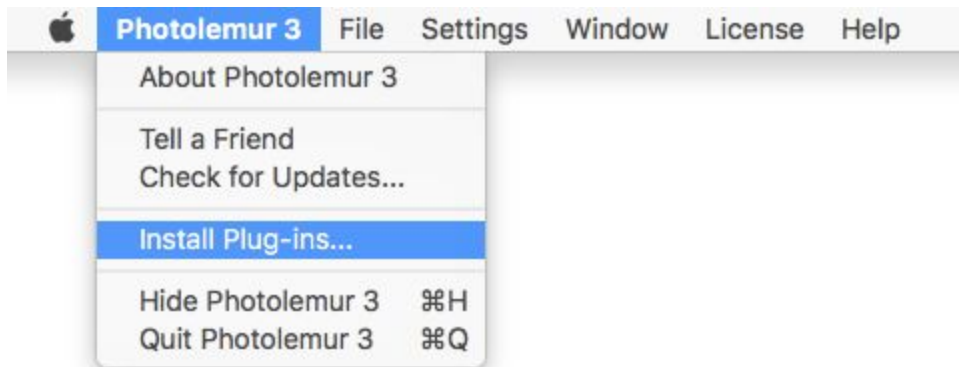 Photolemur 3 File Settings Window License Help
About Photolemur 3
Tell a Friend
Check for Updates...
Install Plug-ins...
Hide Photolemur 3 ⌘H
Quit Photolemur 3 ⌘Q